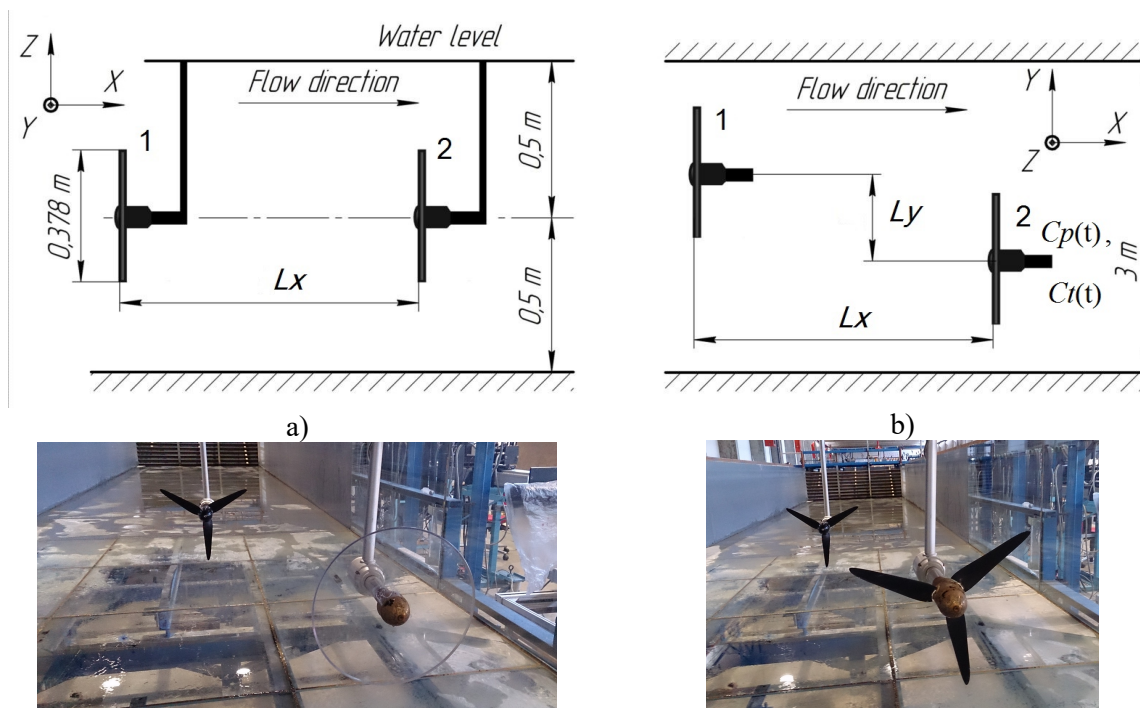 Water level
Z
X
Y
Flow direction
1
2
0,378 m
Lx
0,5 m
0,5 m
a)
Flow direction
Y
X
Z
1
Ly
2
Cp(t) ,
Ct(t)
3 m
Lx
b)